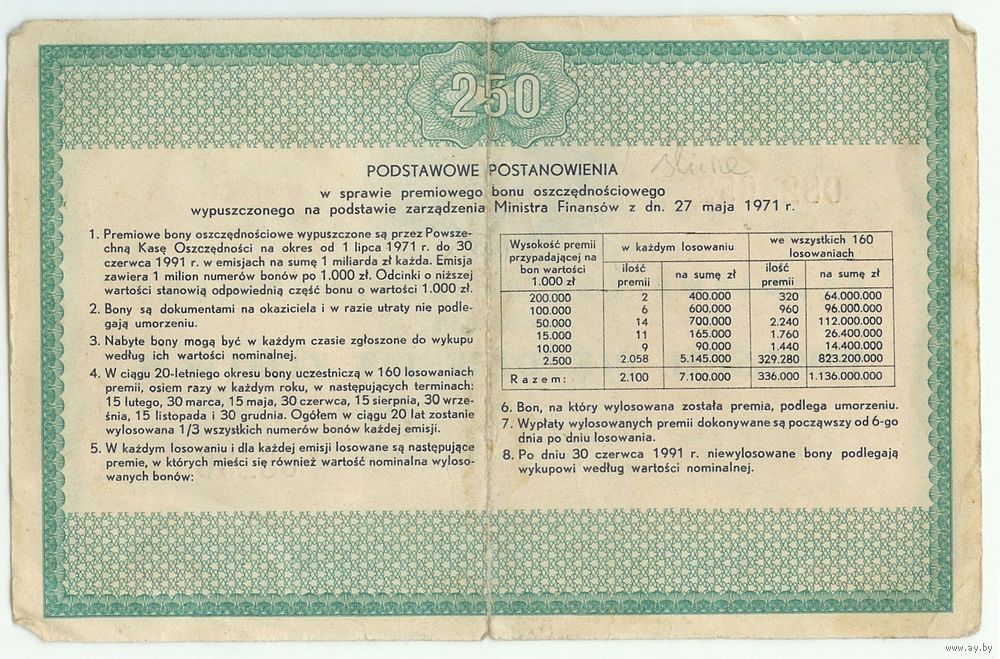 250
PODSTAWOWE POSTANOWIENIA
w sprawie premiowego bonu oszczędnościowego
wypuszczonego na podstawie zarządzenia Ministra Finansów z dn. 27 maja 1971 r.
1. Premiowe bony oszczędnościowe wypuszczone są przez Powsze-
chną Kasę Oszczędności na okres od 1 lipca 1971 r. do 30
czerwca 1991 r. w emisjach na sumę 1 miliarda zł każda. Emisja
zawiera 1 milion numerów bonów po 1.000 zł. Odcinki o niższej
wartości stanowią odpowiednią część bonu o wartości 1.000 zł.
2. Bony są dokumentami na okaziciela i w razie utraty nie podle-
gają umorzeniu.
3. Nabyte bony mogą być w każdym czasie zgłoszone do wykupu
według ich wartości nominalnej.
4. W ciągu 20-letniego okresu bony uczestniczą w 160 losowaniach
premii, osiem razy w każdym roku, w następujących terminach:
15 lutego, 30 marca, 15 maja, 30 czerwca, 15 sierpnia, 30 wrze-
śnia, 15 listopada i 30 grudnia. Ogółem w ciągu 20 lat zostanie
wylosowana 1/3 wszystkich numerów bonów każdej emisji.
5. W każdym losowaniu i dla każdej emisji losowane są następujące
premie, w których mieści się również wartość nominalna wyloso-
wanych bonów:
Wysokość premii przypadającej na bon wartości 1.000 zł
w każdym losowaniu
we wszystkich 160 losowaniach
ilość premii na sumę zł ilość premii na sumę zł
200.000 2 400.000 320 64.000.000
100.000 6 600.000 960 96.000.000
50.000 14 700.000 2.240 112.000.000
15.000 11 165.000 1.760 26.400.000
10.000 9 90.000 1.440 14.400.000
2.500 2.058 5.145.000 329.280 823.200.000
Razem: 2.100 7.100.000 336.000 1.136.000.000
6. Bon, na który wylosowana została premia, podlega umorzeniu.
7. Wypłaty wylosowanych premii dokonywane są począwszy od 6-go
dnia po dniu losowania.
8. Po dniu 30 czerwca 1991 r. niewylosowane bony podlegają
wykupowi według wartości nominalnej.
www.ay.by